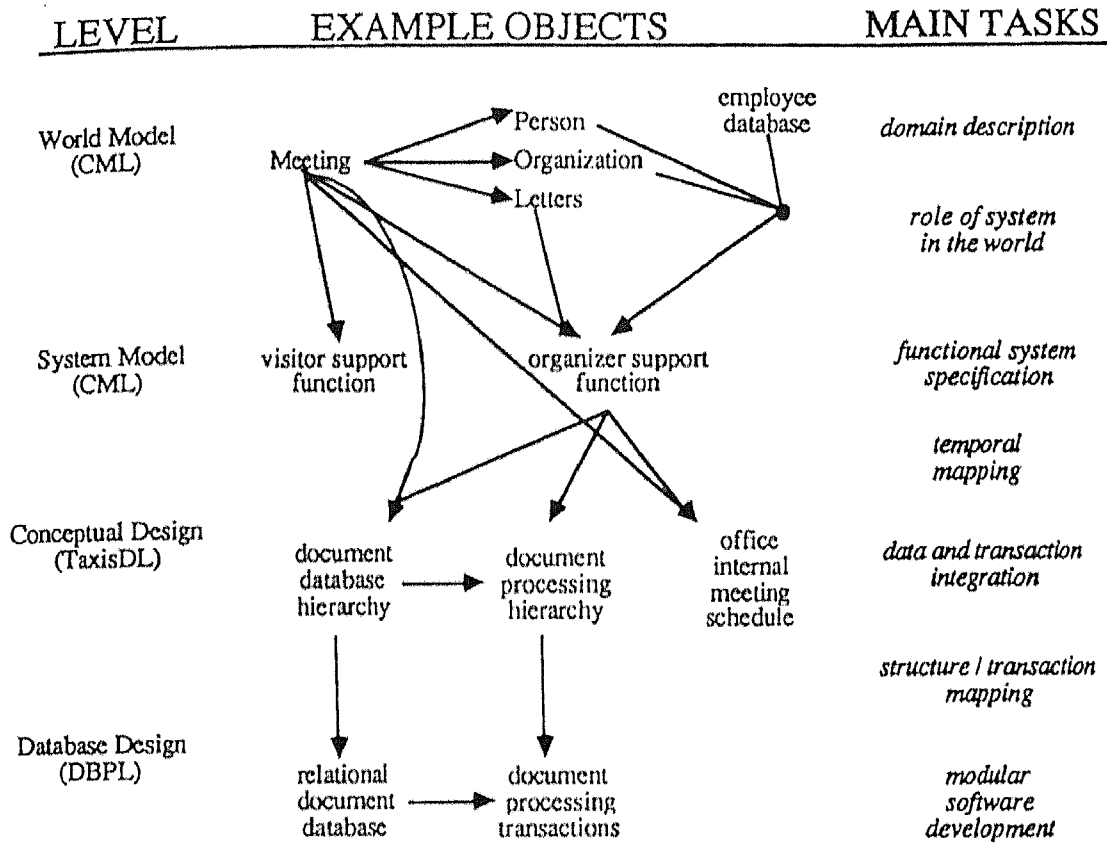 LEVEL EXAMPLE OBJECTS MAIN TASKS
World Model
(CML)
Meeting
Person
Organization
Letters
employee
database
domain description
role of system
in the world
System Model
(CML)
visitor support
function
organizer support
function
functional system
specification
temporal
mapping
Conceptual Design
(TaxisDL)
document
database
hierarchy
document
processing
hierarchy
office
internal
meeting
schedule
data and transaction
integration
structure / transaction
mapping
Database Design
(DBPL)
relational
document
database
document
processing
transactions
modular
software
development